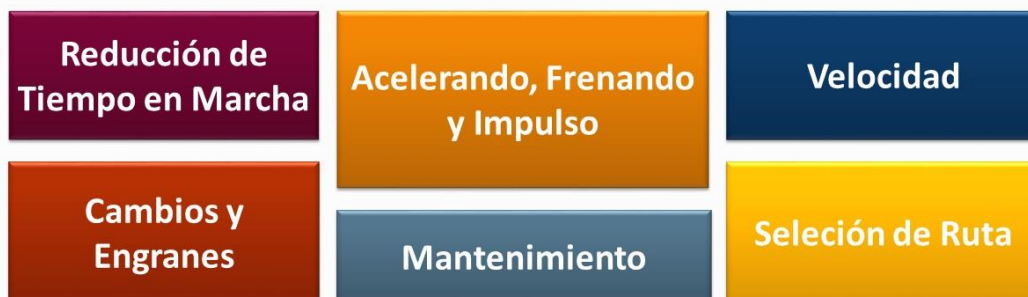 Reducción de
Tiempo en Marcha
Acelerando, Frenando
y Impulso
Velocidad
Cambios y
Engranes
Mantenimiento
Seleción de Ruta